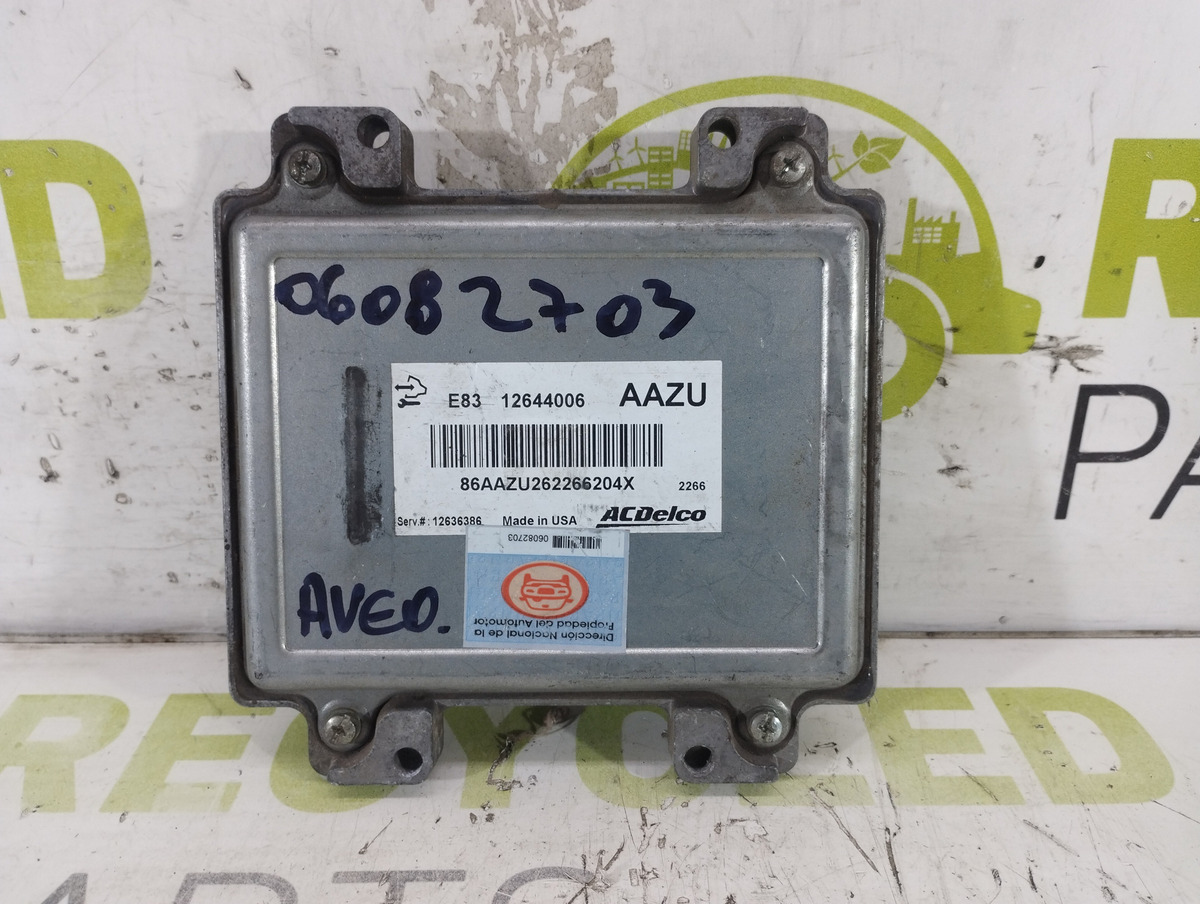 06082703
E83 12644006 AAZU
86AAZU262266204X 2266
Serv.#: 12636386 Made in USA ACDelco
06082703
Dirección Nacional de la
Propiedad del Automotor
AVEO.
RECYCLED
PARTS